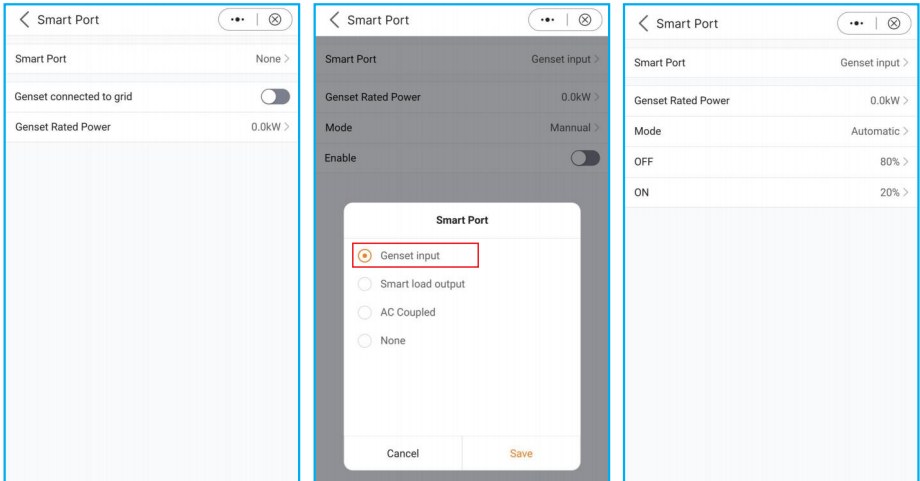 Smart Port
Smart Port None
Genset connected to grid
Genset Rated Power 0.0kW
Smart Port
Smart Port Genset input
Genset Rated Power 0.0kW
Mode Mannual
Enable
Smart Port
Genset input
Smart load output
AC Coupled
None
Cancel Save
Smart Port
Smart Port Genset input
Genset Rated Power 0.0kW
Mode Automatic
OFF 80%
ON 20%